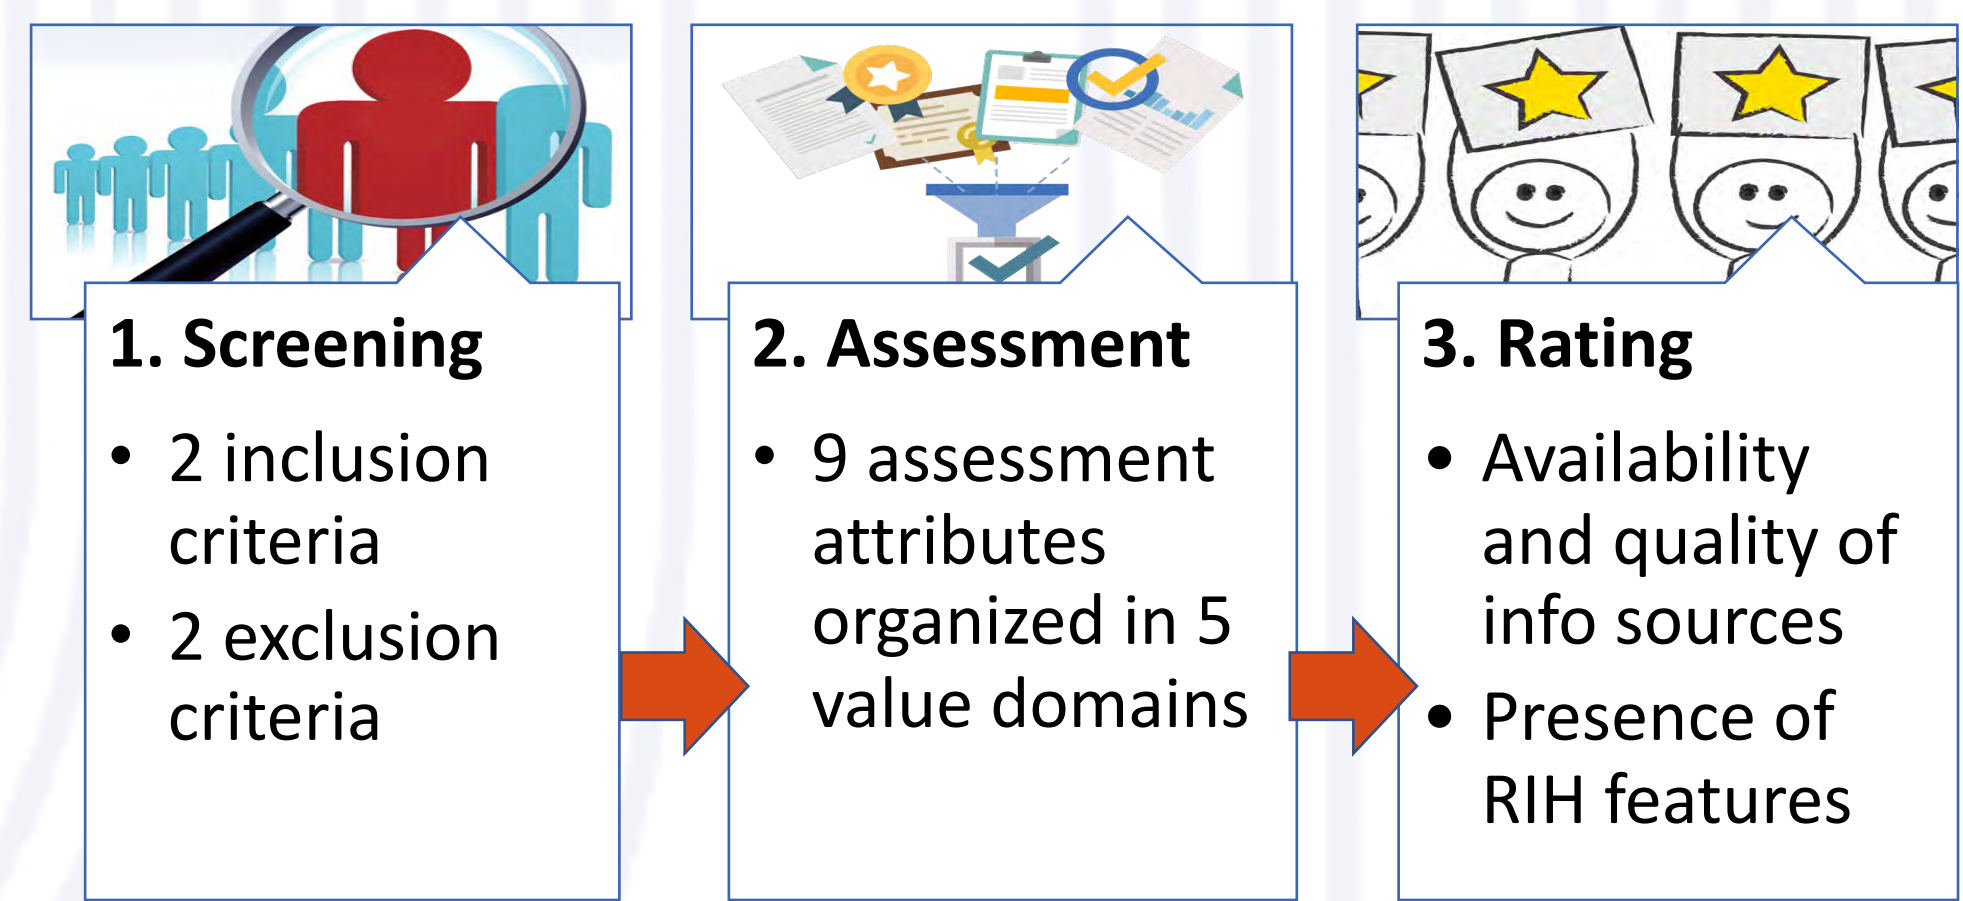 1. Screening
• 2 inclusion
criteria
• 2 exclusion
criteria
2. Assessment
• 9 assessment
attributes
organized in 5
value domains
3. Rating
• Availability
and quality of
info sources
• Presence of
RIH features